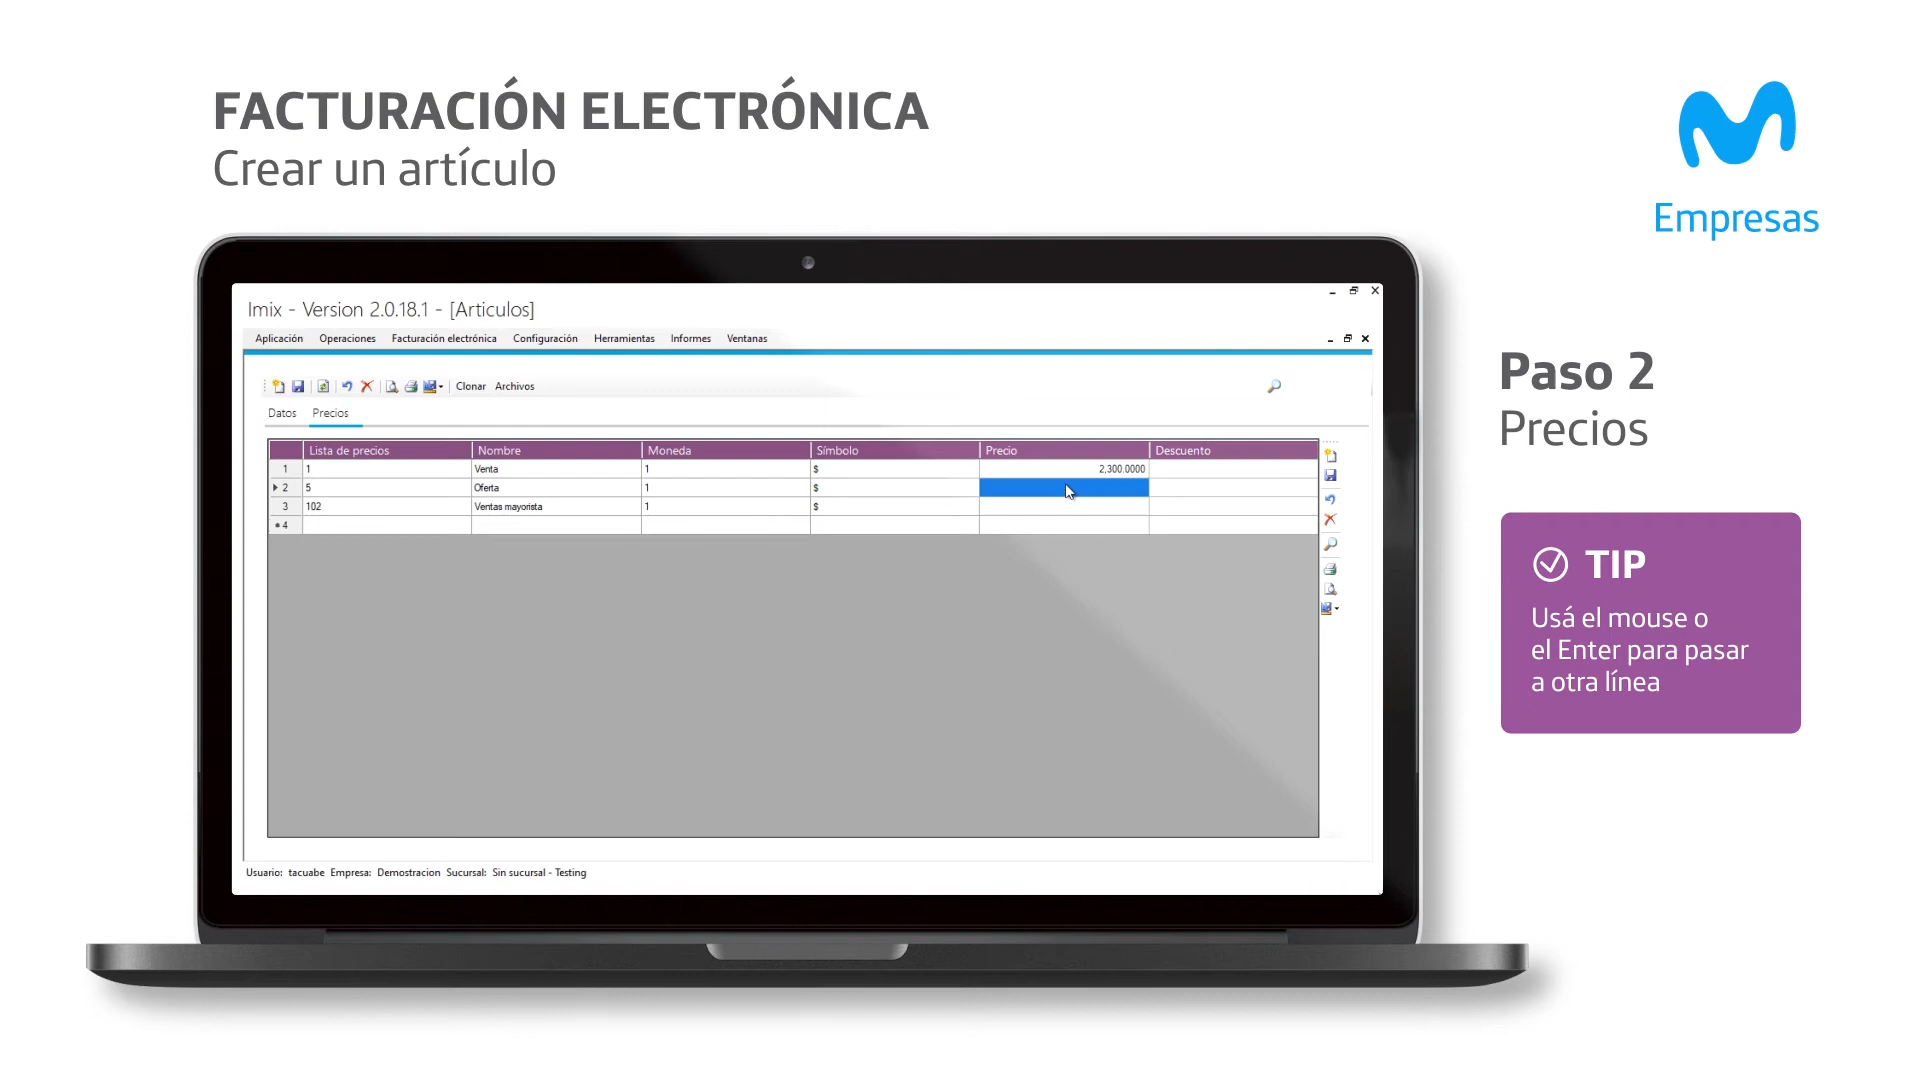 FACTURACIÓN ELECTRÓNICA
Crear un artículo
Empresas
Imix - Version 2.0.18.1 - [Articulos]
Aplicación Operaciones Facturación electrónica Configuración Herramientas Informes Ventanas
Clonar Archivos
Datos Precios
Lista de precios Nombre Moneda Símbolo Precio Descuento
1 1 Venta 1 $ 2,300.0000
2 5 Oferta 1 $
3 102 Ventas mayorista 1 $
4
Usuario: tacuabe Empresa: Demostracion Sucursal: Sin sucursal - Testing
Paso 2
Precios
TIP
Usá el mouse o
el Enter para pasar
a otra línea